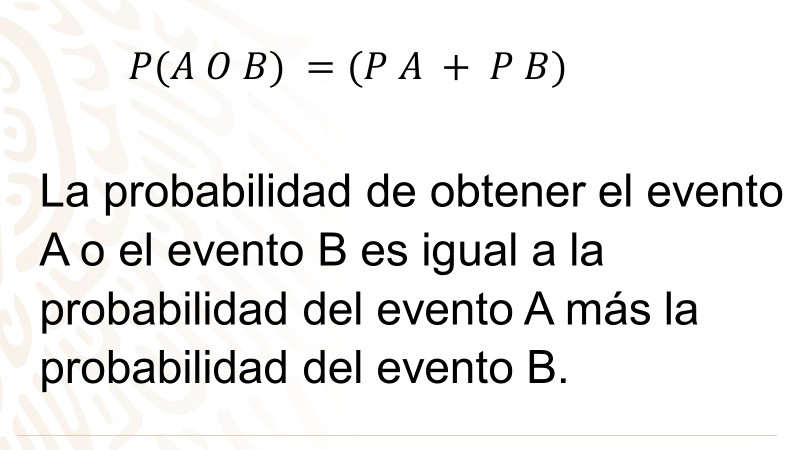 P(A O B) = (P A + P B)
La probabilidad de obtener el evento
A o el evento B es igual a la
probabilidad del evento A más la
probabilidad del evento B.